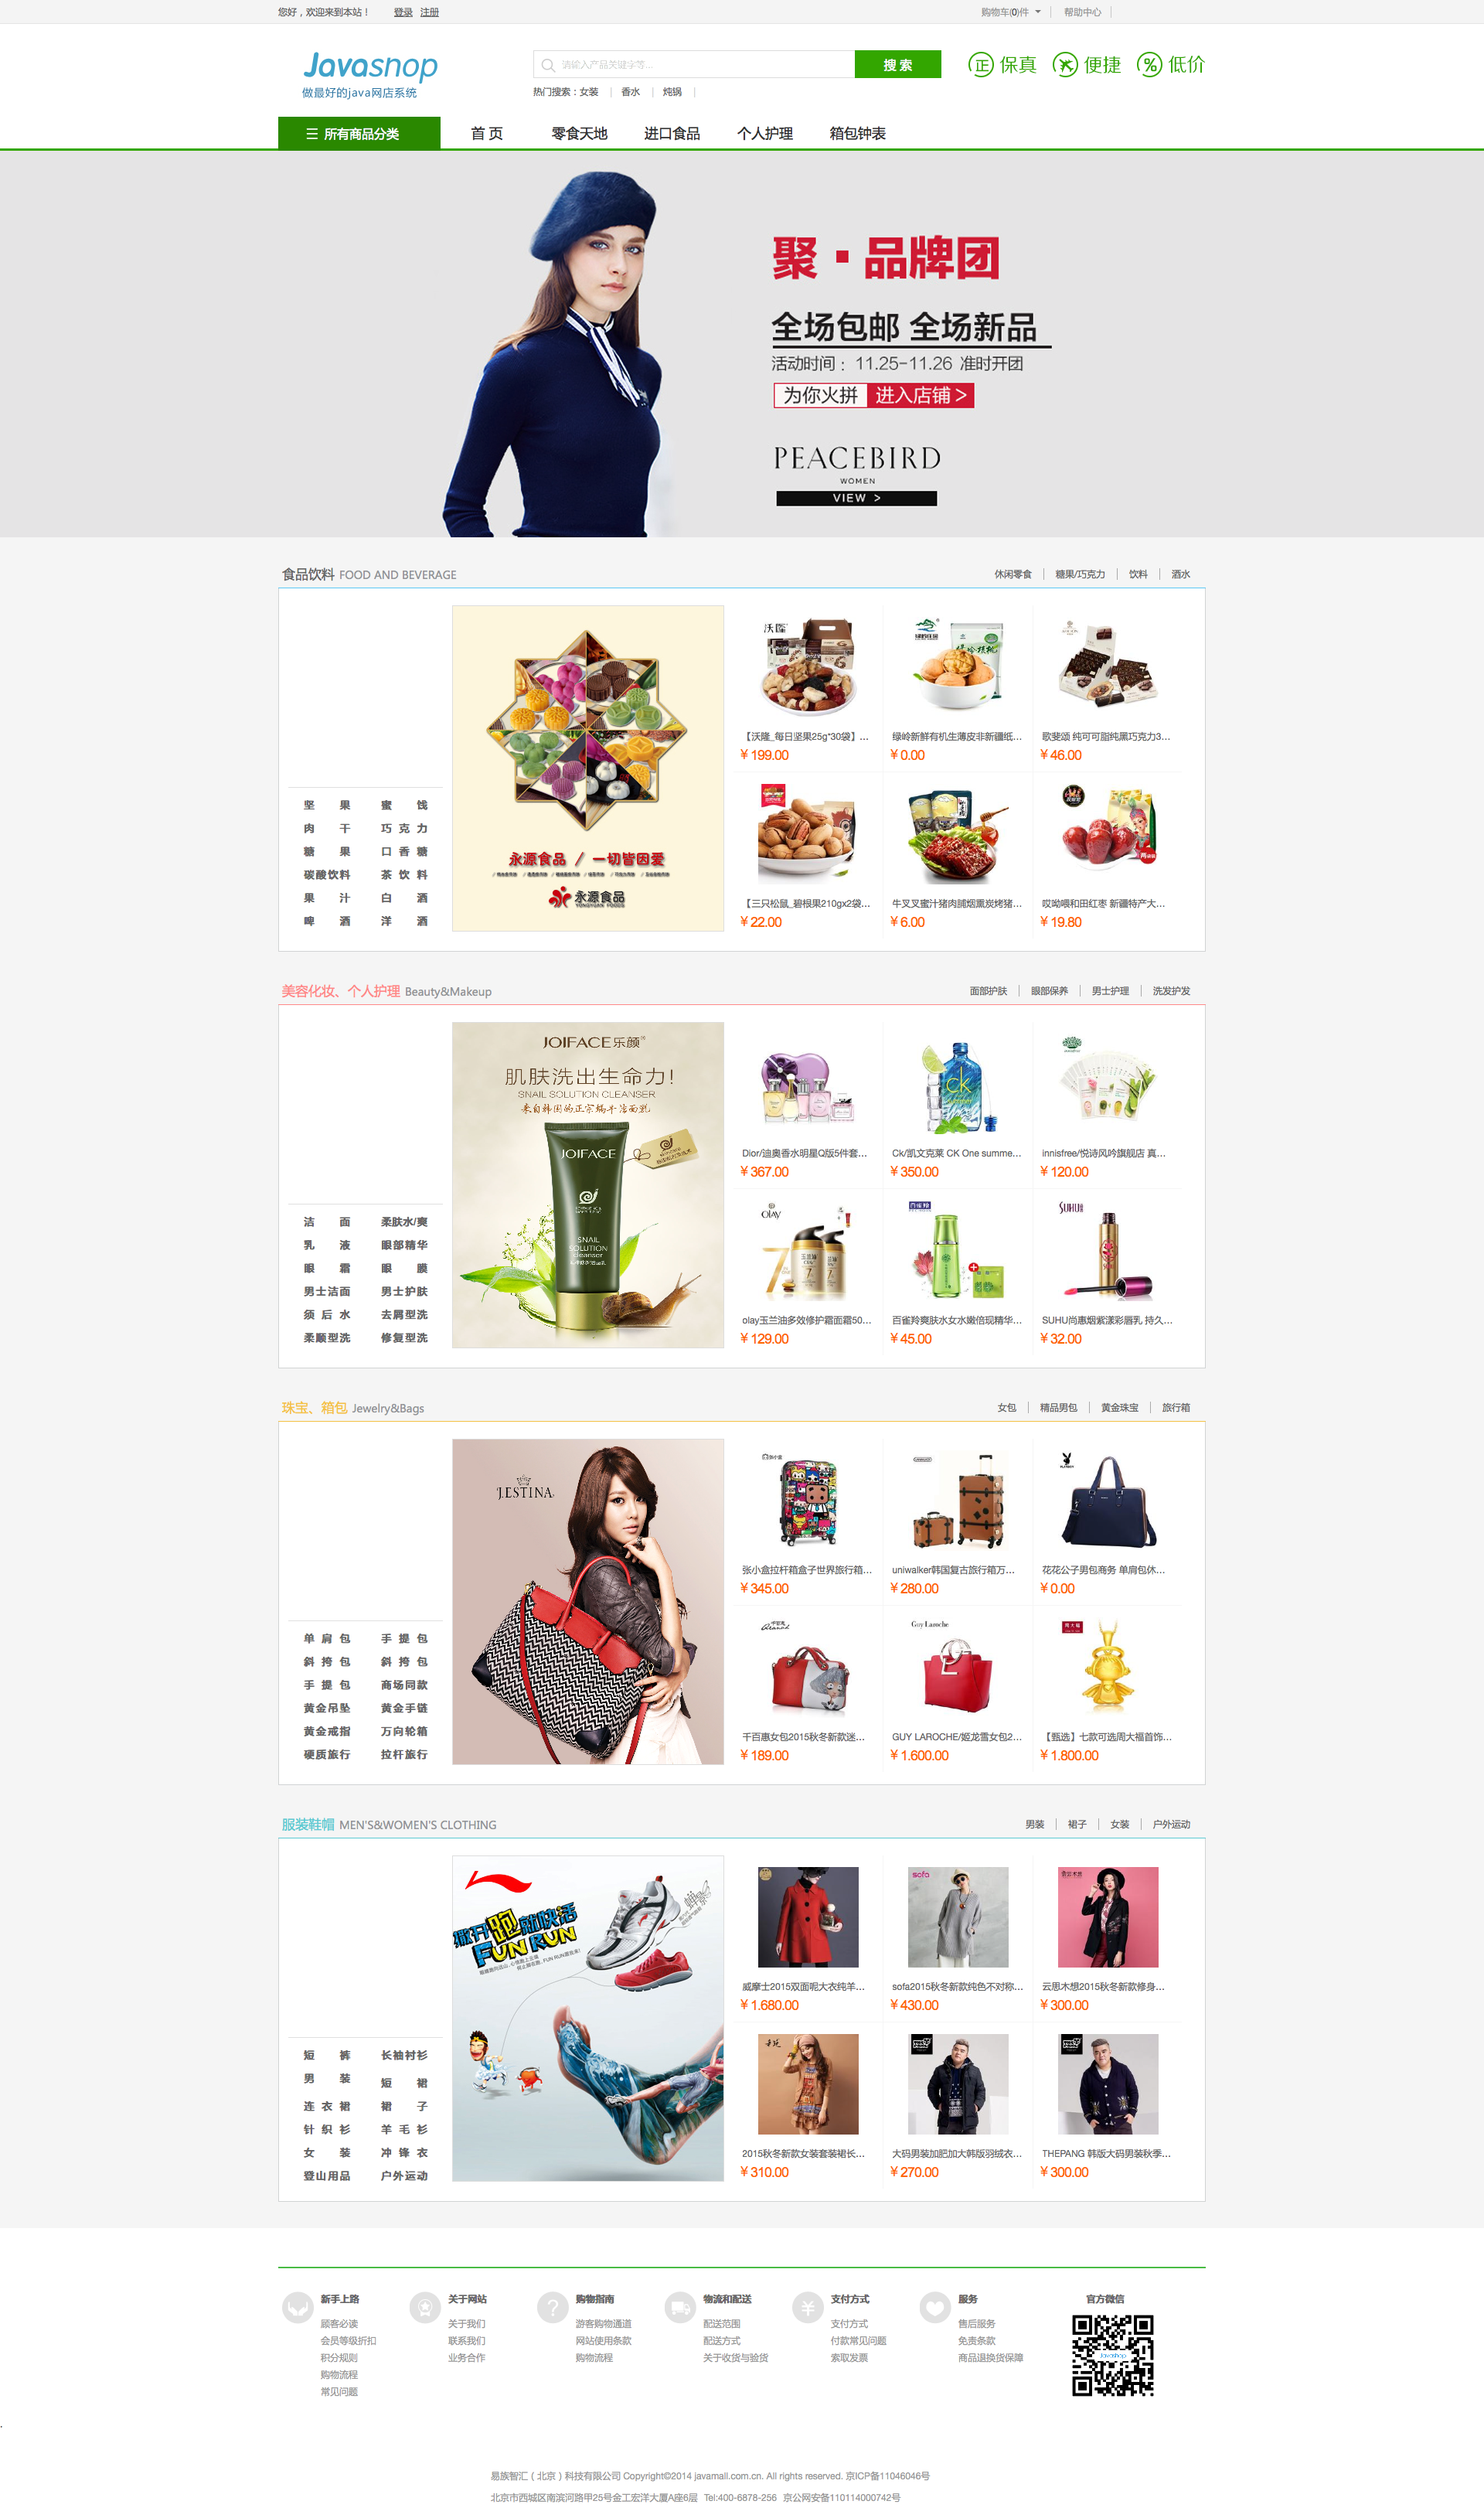 您好，欢迎来到本站！ 登录 注册 购物车(0)件 帮助中心
Javashop
做最好的java网店系统
请输入产品关键字等... 搜 索
热门搜索：女装 香水 炖锅
正 保真 便捷 % 低价
所有商品分类 首 页 零食天地 进口食品 个人护理 箱包钟表
聚·品牌团
全场包邮 全场新品
活动时间：11.25-11.26 准时开团
为你火拼 进入店铺 >
PEACEBIRD
WOMEN
VIEW >
食品饮料 FOOD AND BEVERAGE 休闲零食 糖果/巧克力 饮料 酒水
坚果 蜜饯
肉干 巧克力
糖果 口香糖
碳酸饮料 茶饮料
果汁 白酒
啤酒 洋酒
永源食品 / 一切皆因爱
永源食品
YONGYUAN FOODS
【沃隆_每日坚果25g*30袋】... 绿岭新鲜有机生薄皮非新疆纸... 歌斐颂 纯可可脂纯黑巧克力3...
￥199.00 ￥0.00 ￥46.00
【三只松鼠_碧根果210gx2袋... 牛叉叉蜜汁猪肉脯烟熏炭烤猪... 哎呦喂和田红枣 新疆特产大...
￥22.00 ￥6.00 ￥19.80
美容化妆、个人护理 Beauty&Makeup 面部护肤 眼部保养 男士护理 洗发护发
洁面 柔肤水/爽
乳液 眼部精华
眼霜 眼膜
男士洁面 男士护肤
须后水 去屑型洗
柔顺型洗 修复型洗
JOIFACE乐颜
肌肤洗出生命力!
SNAIL SOLUTION CLEANSER
来自韩国的正宗蜗牛洁面乳
JOIFACE
SNAIL
SOLUTION
cleanser
Dior/迪奥香水明星Q版5件套... Ck/凯文克莱 CK One summe... innisfree/悦诗风吟旗舰店 真...
￥367.00 ￥350.00 ￥120.00
olay玉兰油多效修护霜面霜50... 百雀羚爽肤水女水嫩倍现精华... SUHU尚惠烟紫漾彩唇乳 持久...
￥129.00 ￥45.00 ￥32.00
珠宝、箱包 Jewelry&Bags 女包 精品男包 黄金珠宝 旅行箱
单肩包 手提包
斜挎包 斜挎包
手提包 商场同款
黄金吊坠 黄金手链
黄金戒指 万向轮箱
硬质旅行 拉杆旅行
J.ESTINA
张小盒拉杆箱盒子世界旅行箱... uniwalker韩国复古旅行箱万... 花花公子男包商务 单肩包休...
￥345.00 ￥280.00 ￥0.00
Guy Laroche 周大福
千百惠女包2015秋冬新款迷... GUY LAROCHE/姬龙雪女包2... 【甄选】七款可选周大福首饰...
￥189.00 ￥1.600.00 ￥1.800.00
服装鞋帽 MEN'S&WOMEN'S CLOTHING 男装 裙子 女装 户外运动
短裤 长袖衬衫
男装 短裙
连衣裙 裙子
针织衫 羊毛衫
女装 冲锋衣
登山用品 户外运动
撒开跑就快活
FUN RUN
sofa
威摩士2015双面呢大衣纯羊... sofa2015秋冬新款纯色不对称... 云思木想2015秋冬新款修身...
￥1.680.00 ￥430.00 ￥300.00
2015秋冬新款女装套装裙长... 大码男装加肥加大韩版羽绒衣... THEPANG 韩版大码男装秋季...
￥310.00 ￥270.00 ￥300.00
新手上路 关于网站 购物指南 物流和配送 支付方式 服务 官方微信
顾客必读 关于我们 游客购物通道 配送范围 支付方式 售后服务
会员等级折扣 联系我们 网站使用条款 配送方式 付款常见问题 免责条款
积分规则 业务合作 购物流程 关于收货与验货 索取发票 商品退换货保障
购物流程
常见问题
Javashop
易族智汇（北京）科技有限公司 Copyright©2014 javamall.com.cn. All rights reserved. 京ICP备11046046号
北京市西城区南滨河路甲25号金工宏洋大厦A座6层 Tel:400-6878-256 京公网安备110114000742号